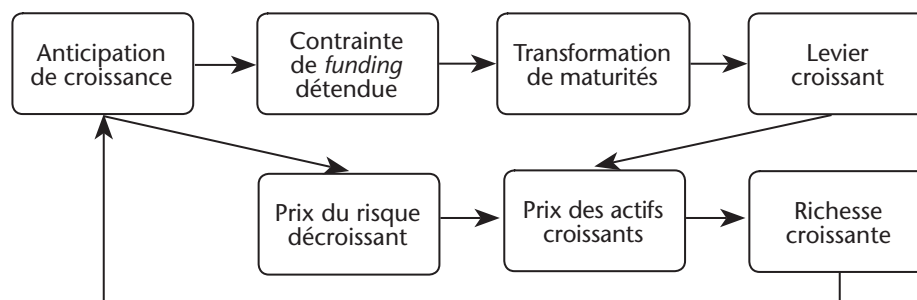 Anticipation
de croissance
Contrainte
de funding
détendue
Transformation
de maturités
Levier
croissant
Prix du risque
décroissant
Prix des actifs
croissants
Richesse
croissante